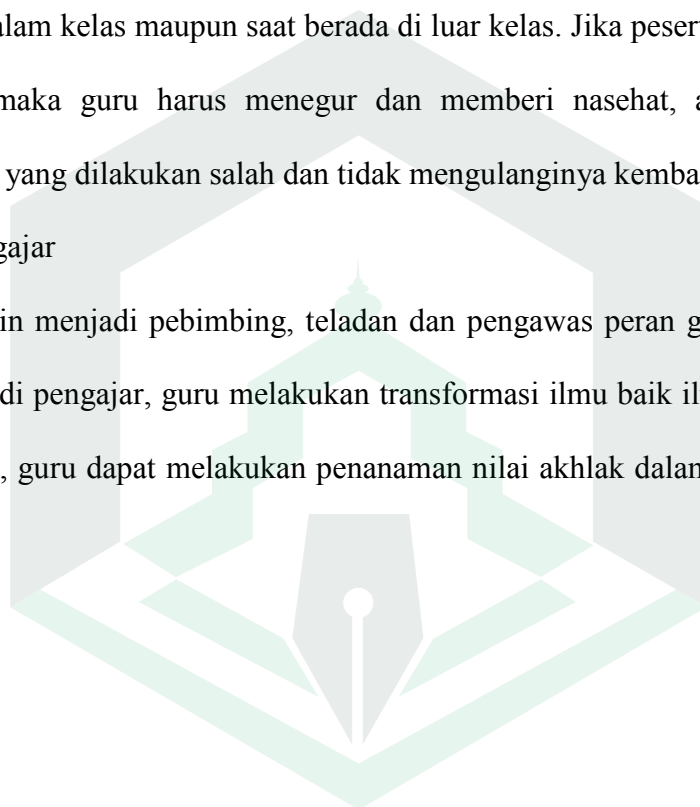 alam kelas maupun saat berada di luar kelas. Jika peser
maka guru harus menegur dan memberi nasehat, a
yang dilakukan salah dan tidak mengulanginya kemba
gajar
in menjadi pebimbing, teladan dan pengawas peran g
di pengajar, guru melakukan transformasi ilmu baik il
, guru dapat melakukan penanaman nilai akhlak dalam